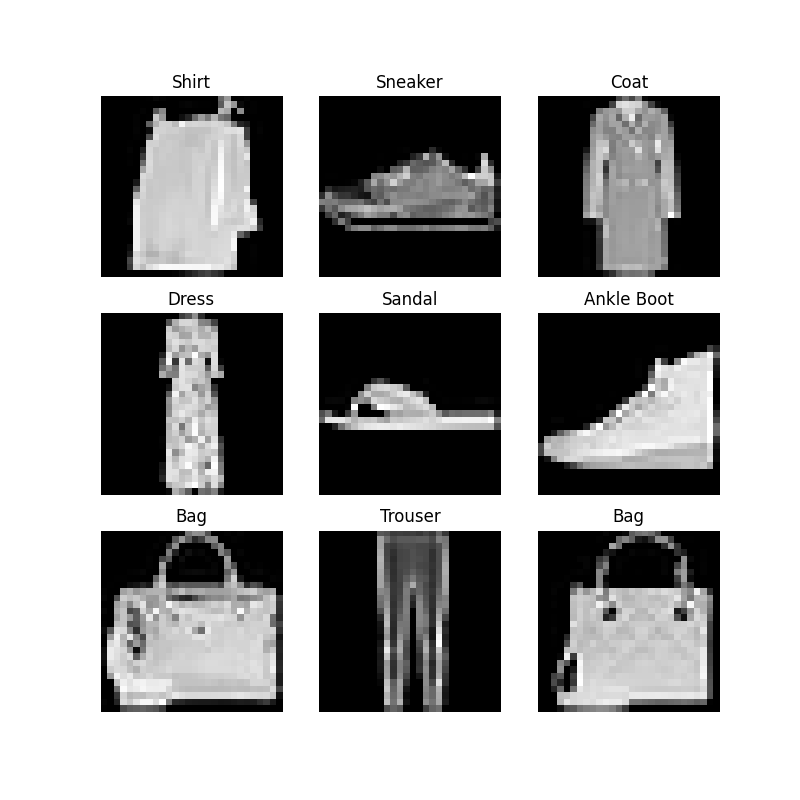 Shirt
Sneaker
Coat
Dress
Sandal
Ankle Boot
Bag
Trouser
Bag